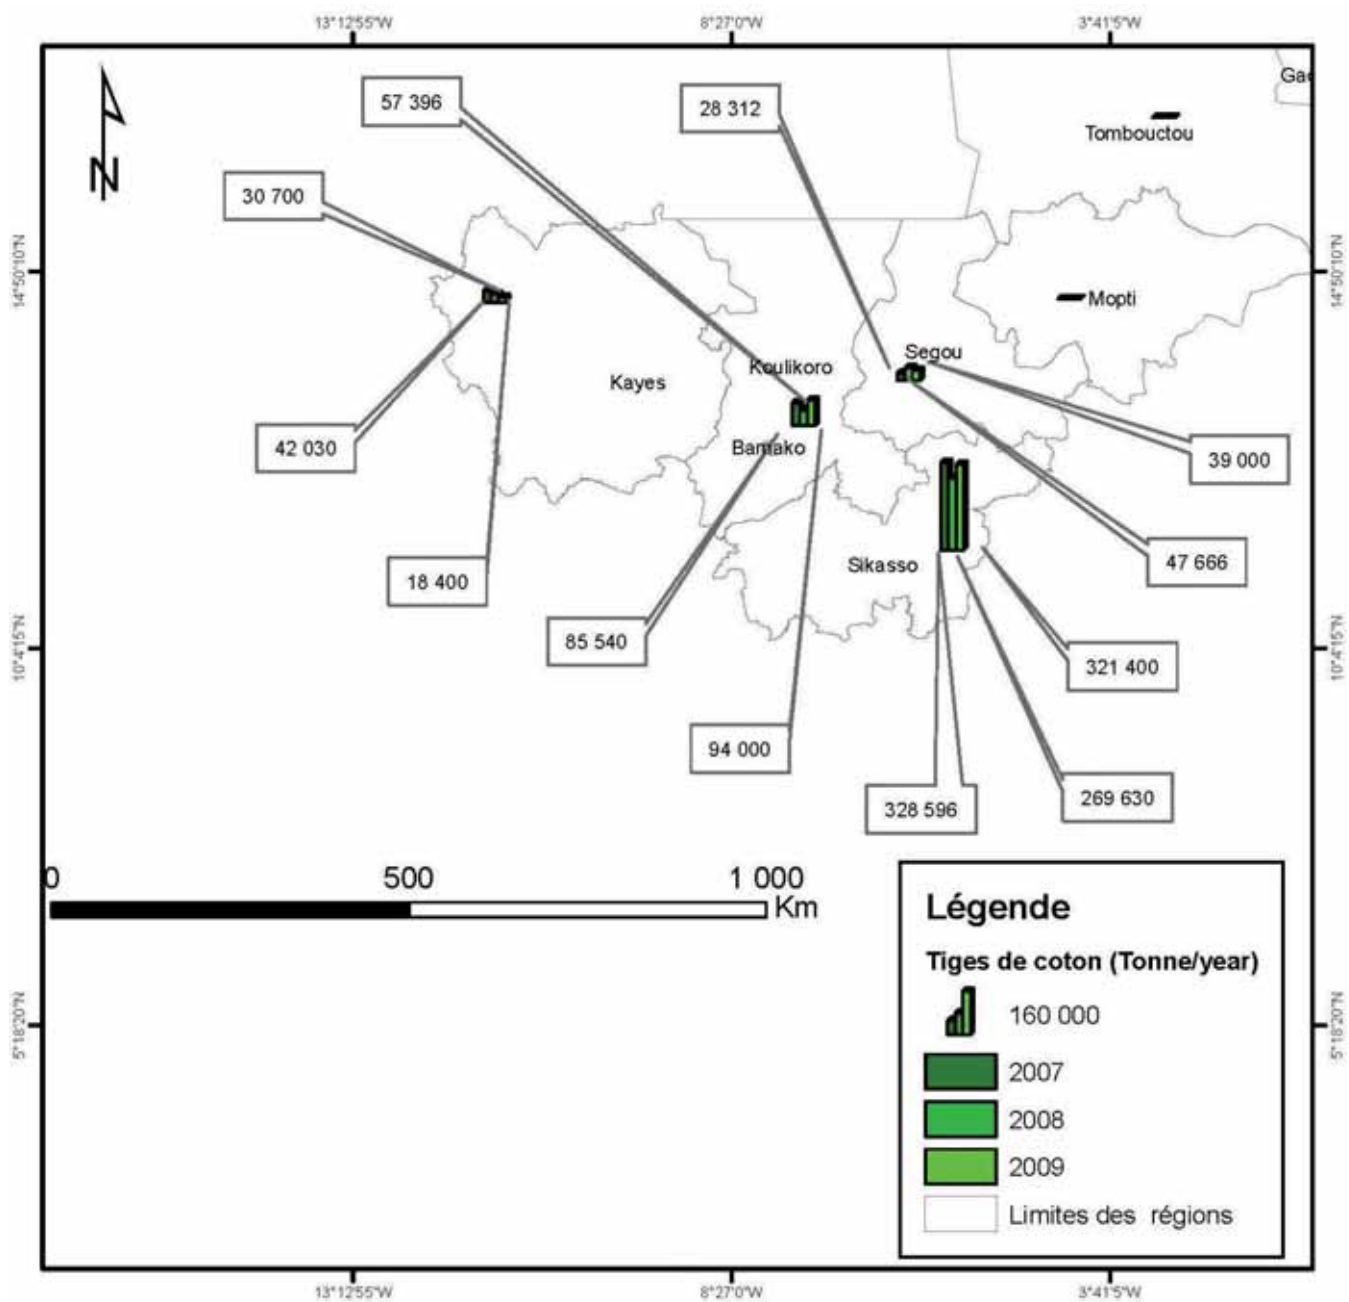 13°12'55"W
8°27'0"W
3°41'5"W
57 396
28 312
Tombouctou
N
30 700
14°50'10"N
14°50'10"N
Mopti
Segou
Koulikoro
Kayes
42 030
Bamako
39 000
18 400
Sikasso
47 666
85 540
10°4'15"N
10°4'15"N
321 400
94 000
328 596
269 630
0 500 1 000
Km
Légende
Tiges de coton (Tonne/year)
160 000
2007
2008
2009
Limites des régions
5°18'20"N
5°18'20"N
13°12'55"W
8°27'0"W
3°41'5"W